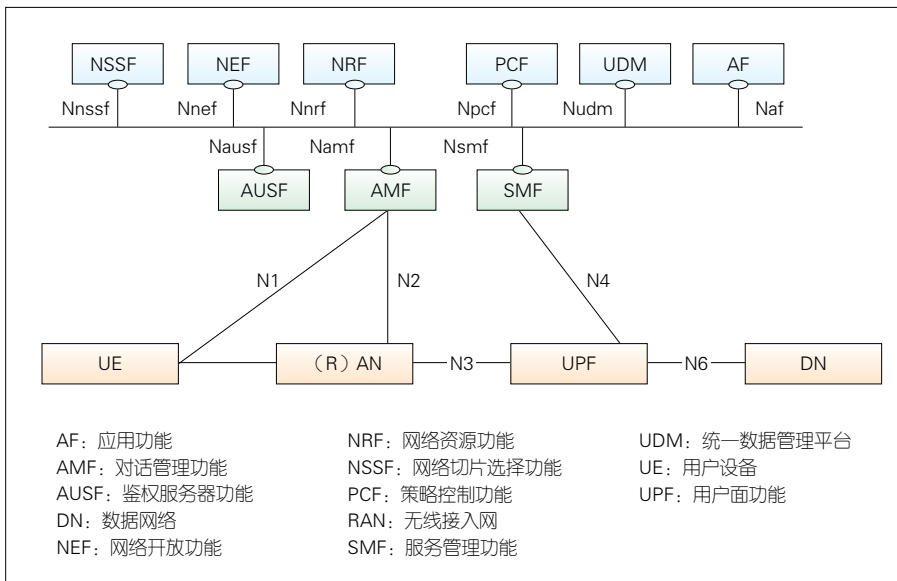 NSSF NEF NRF PCF UDM AF
Nnssf Nnef Nnrf Npcf Nudm Naf
Nausf Namf Nsmf
AUSF AMF SMF
N1 N2 N4
UE （R）AN N3 UPF N6 DN
AF：应用功能 NRF：网络资源功能 UDM：统一数据管理平台
AMF：对话管理功能 NSSF：网络切片选择功能 UE：用户设备
AUSF：鉴权服务器功能 PCF：策略控制功能 UPF：用户面功能
DN：数据网络 RAN：无线接入网
NEF：网络开放功能 SMF：服务管理功能